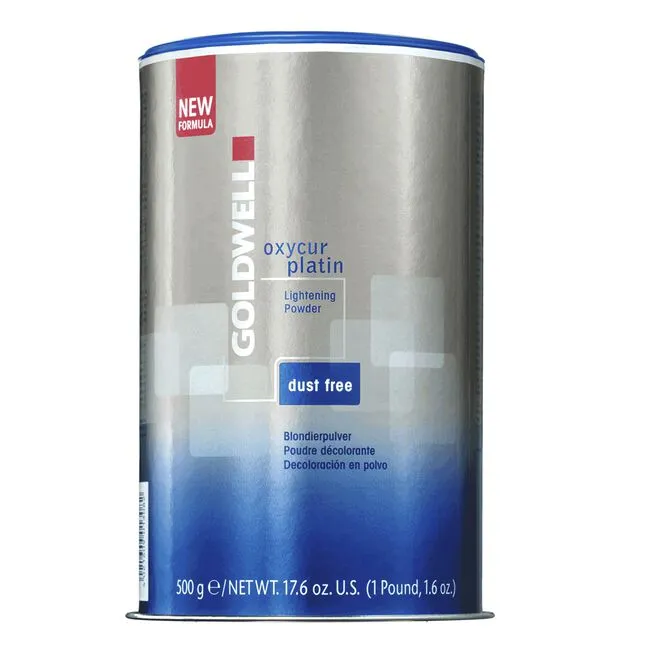 NEW
FORMULA
GOLDWELL
oxycur
platin
Lightening
Powder
dust free
Blondierpulver
Poudre décolorante
Decoloración en polvo
500 g ℮/NET WT. 17.6 oz. U.S. (1 Pound, 1.6 oz.)